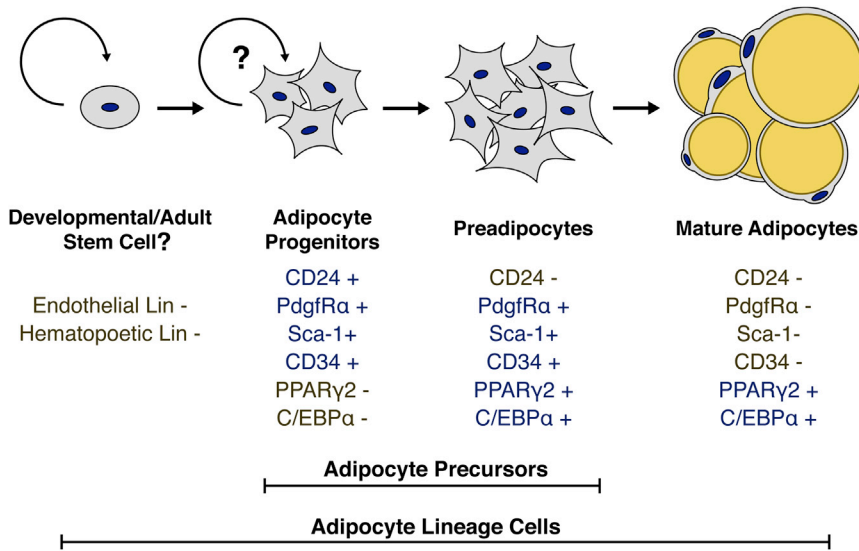 ?
Developmental/Adult
Stem Cell?
Endothelial Lin -
Hematopoetic Lin -
Adipocyte
Progenitors
CD24 +
PdgfRα +
Sca-1+
CD34 +
PPARγ2 -
C/EBPα -
Preadipocytes
CD24 -
PdgfRα +
Sca-1+
CD34 +
PPARγ2 +
C/EBPα +
Mature Adipocytes
CD24 -
PdgfRα -
Sca-1-
CD34 -
PPARγ2 +
C/EBPα +
Adipocyte Precursors
Adipocyte Lineage Cells